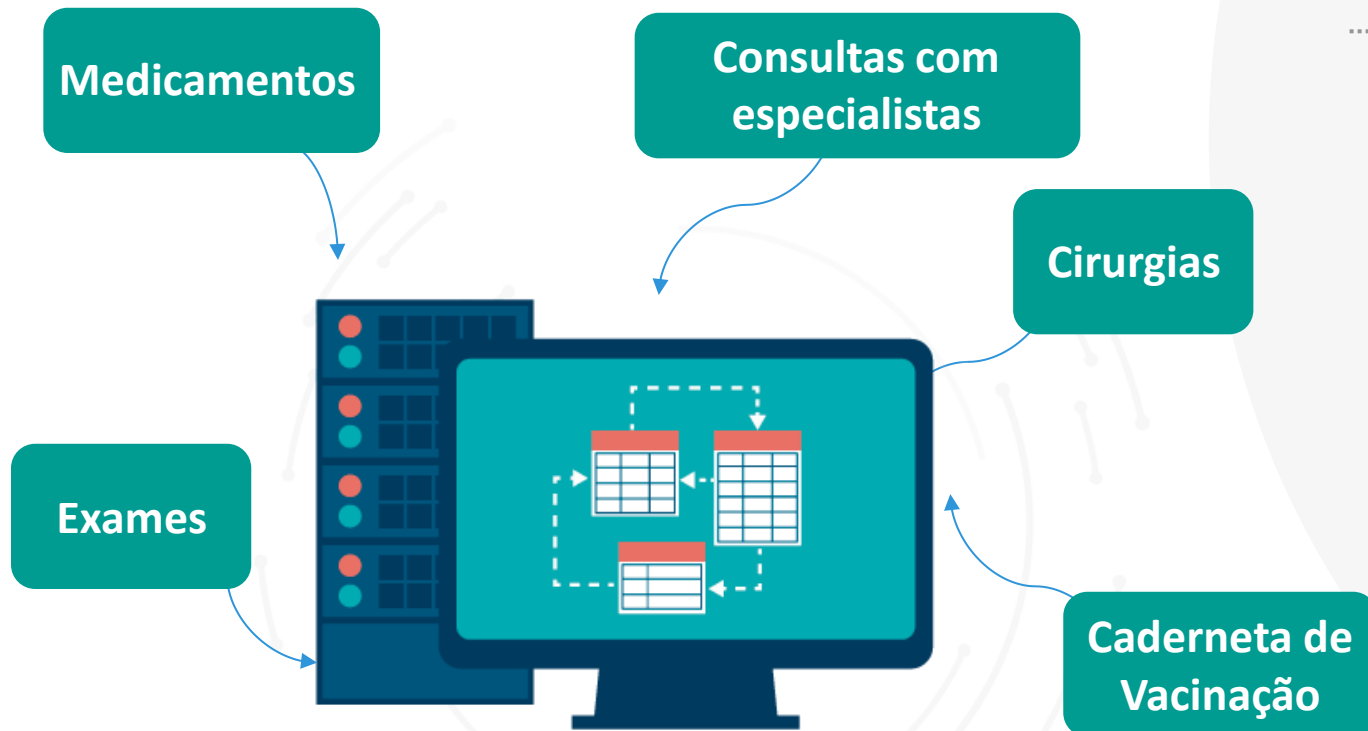 ...
Medicamentos
Consultas com
especialistas
Cirurgias
Exames
Caderneta de
Vacinação